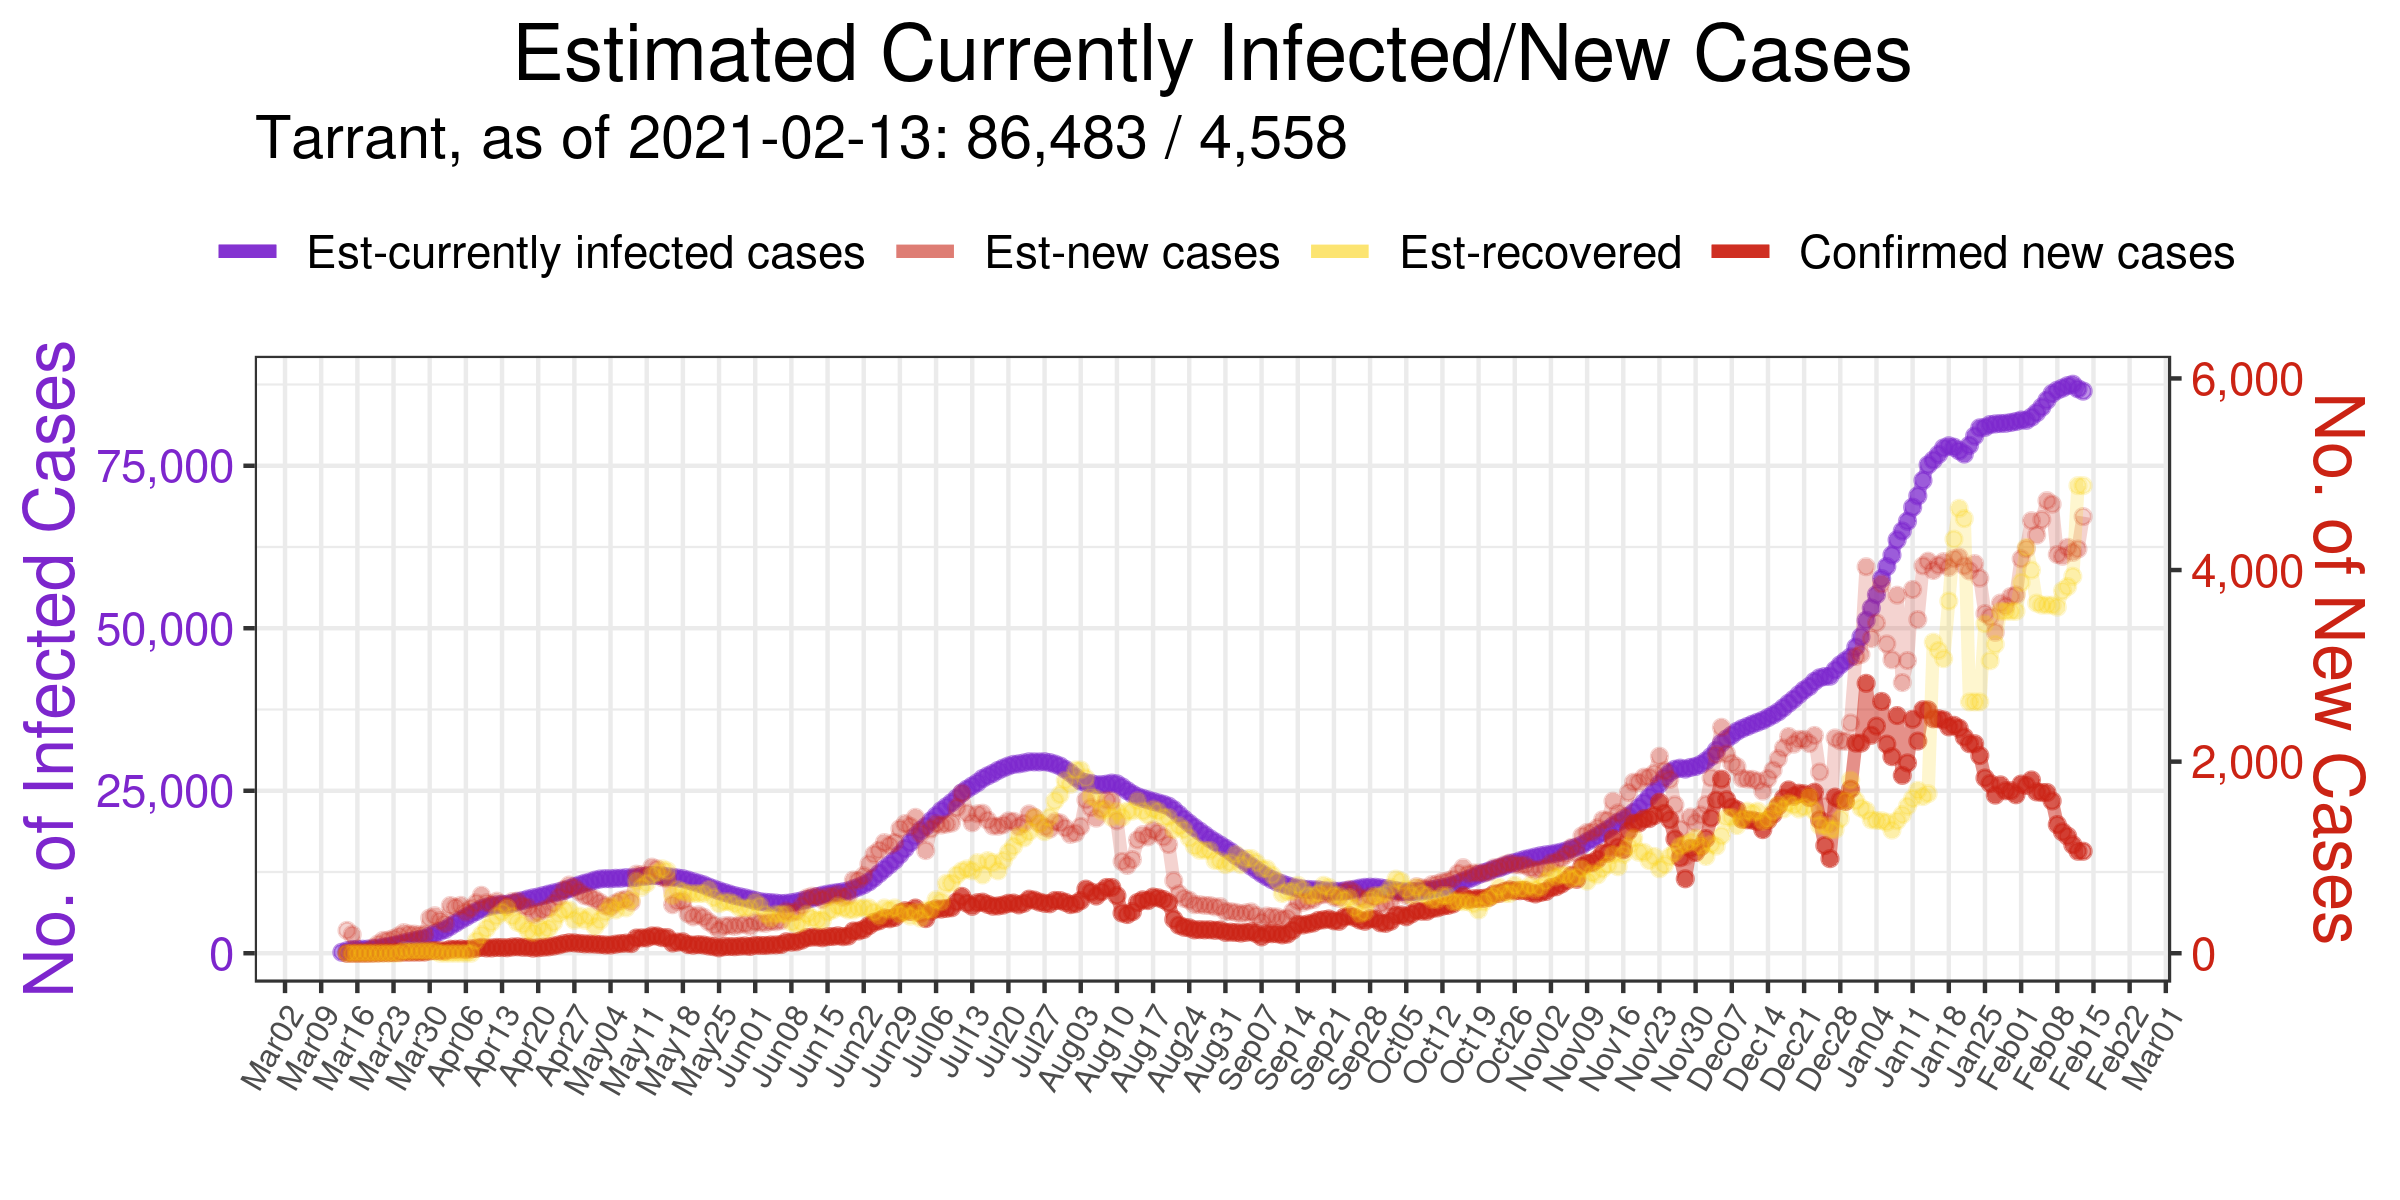 Estimated Currently Infected/New Cases
Tarrant, as of 2021-02-13: 86,483 / 4,558
Est-currently infected cases Est-new cases Est-recovered Confirmed new cases
No. of Infected Cases
75,000
50,000
25,000
0
6,000
4,000
2,000
0
No. of New Cases
Mar02 Mar09 Mar16 Mar23 Mar30 Apr06 Apr13 Apr20 Apr27 May04 May11 May18 May25 Jun01 Jun08 Jun15 Jun22 Jun29 Jul06 Jul13 Jul20 Jul27 Aug03 Aug10 Aug17 Aug24 Aug31 Sep07 Sep14 Sep21 Sep28 Oct05 Oct12 Oct19 Oct26 Nov02 Nov09 Nov16 Nov23 Nov30 Dec07 Dec14 Dec21 Dec28 Jan04 Jan11 Jan18 Jan25 Feb01 Feb08 Feb15 Feb22 Mar01